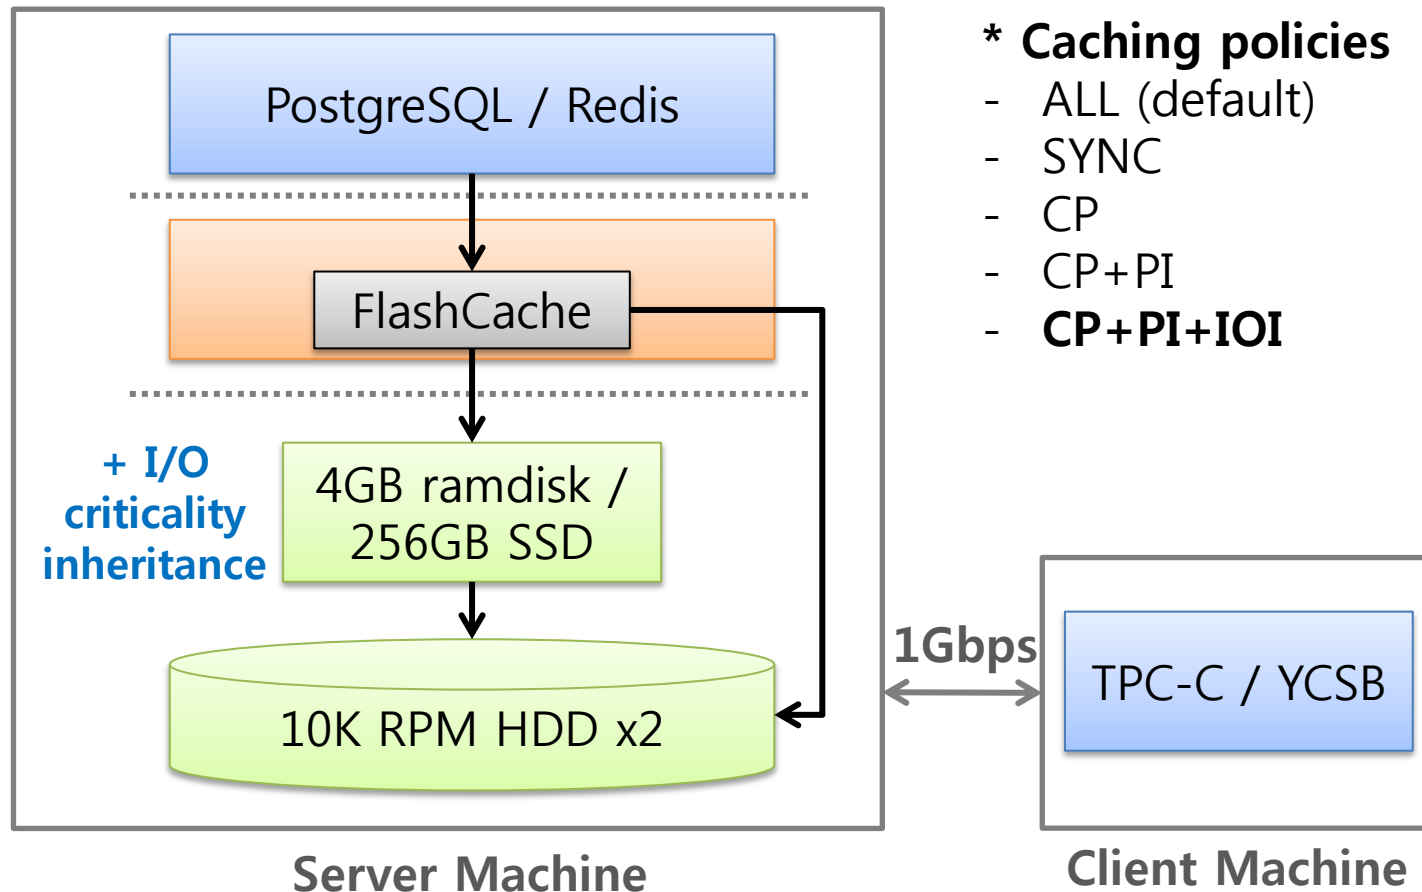 PostgreSQL / Redis
FlashCache
+ I/O
criticality
inheritance
4GB ramdisk /
256GB SSD
10K RPM HDD x2
Server Machine
* Caching policies
- ALL (default)
- SYNC
- CP
- CP+PI
- CP+PI+IOI
1Gbps
TPC-C / YCSB
Client Machine